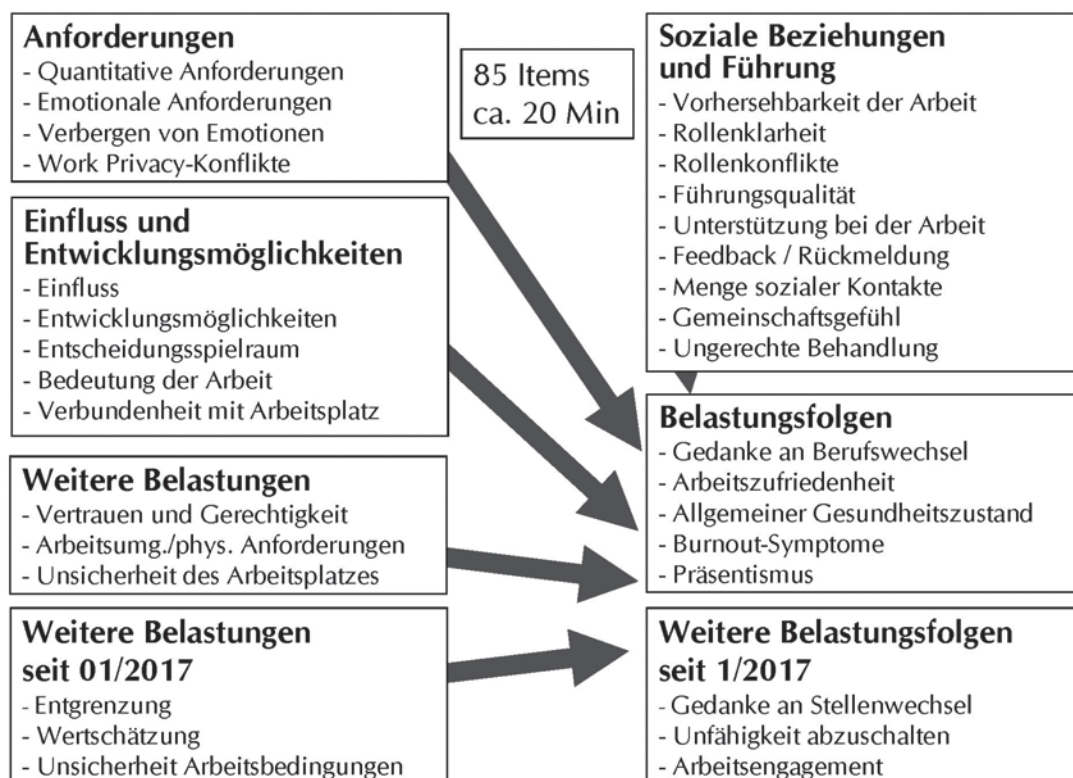 Anforderungen
- Quantitative Anforderungen
- Emotionale Anforderungen
- Verbergen von Emotionen
- Work Privacy-Konflikte
85 Items
ca. 20 Min
Soziale Beziehungen
und Führung
- Vorhersehbarkeit der Arbeit
- Rollenklarheit
- Rollenkonflikte
- Führungsqualität
- Unterstützung bei der Arbeit
- Feedback / Rückmeldung
- Menge sozialer Kontakte
- Gemeinschaftsgefühl
- Ungerechte Behandlung
Einfluss und
Entwicklungsmöglichkeiten
- Einfluss
- Entwicklungsmöglichkeiten
- Entscheidungsspielraum
- Bedeutung der Arbeit
- Verbundenheit mit Arbeitsplatz
Belastungsfolgen
- Gedanke an Berufswechsel
- Arbeitszufriedenheit
- Allgemeiner Gesundheitszustand
- Burnout-Symptome
- Präsentismus
Weitere Belastungen
- Vertrauen und Gerechtigkeit
- Arbeitsumg./phys. Anforderungen
- Unsicherheit des Arbeitsplatzes
Weitere Belastungen
seit 01/2017
- Entgrenzung
- Wertschätzung
- Unsicherheit Arbeitsbedingungen
Weitere Belastungsfolgen
seit 1/2017
- Gedanke an Stellenwechsel
- Unfähigkeit abzuschalten
- Arbeitsengagement